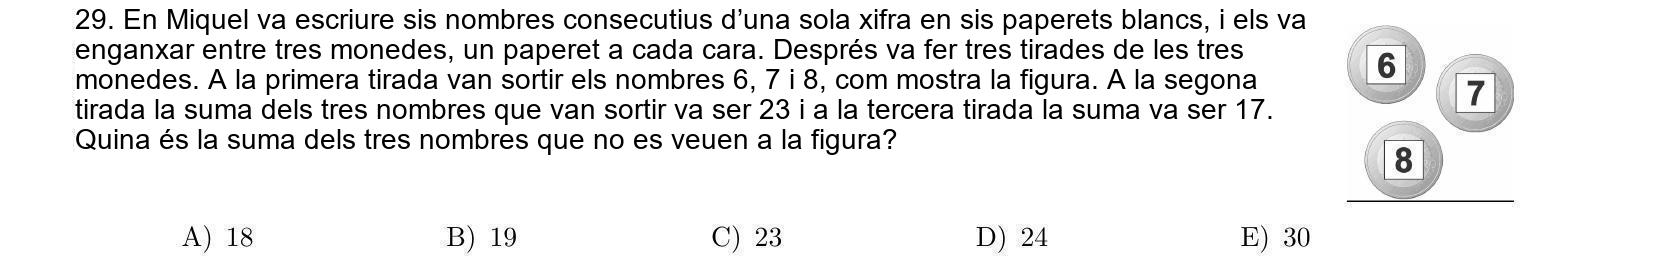 29. En Miquel va escriure sis nombres consecutius d’una sola xifra en sis paperets blancs, i els va
enganxar entre tres monedes, un paperet a cada cara. Després va fer tres tirades de les tres
monedes. A la primera tirada van sortir els nombres 6, 7 i 8, com mostra la figura. A la segona
tirada la suma dels tres nombres que van sortir va ser 23 i a la tercera tirada la suma va ser 17.
Quina és la suma dels tres nombres que no es veuen a la figura?
6
7
8
A) 18 B) 19 C) 23 D) 24 E) 30